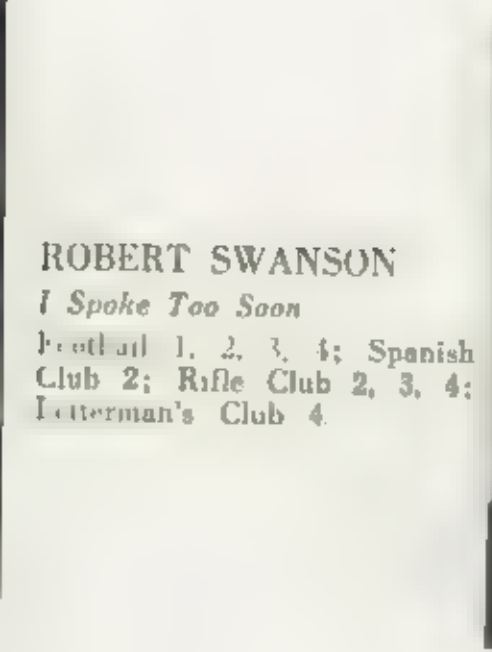 ROBERT SWANSON
I Spoke Too Soon
Football 1, 2, 3, 4; Spanish
Club 2; Rifle Club 2, 3, 4;
Letterman's Club 4